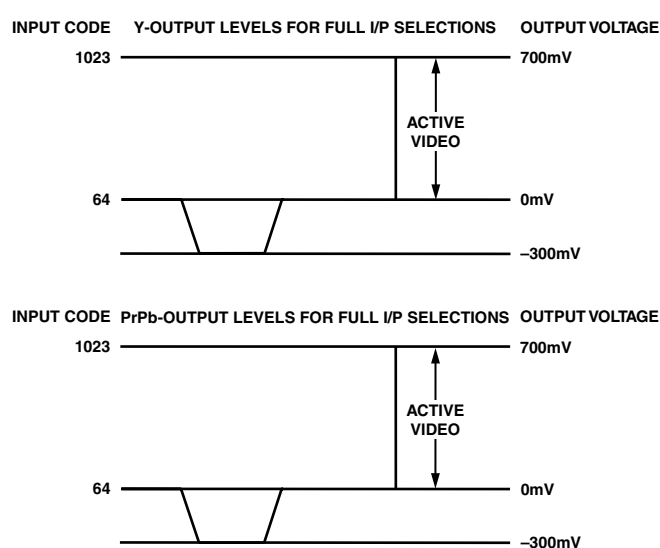 INPUT CODE Y-OUTPUT LEVELS FOR FULL I/P SELECTIONS OUTPUT VOLTAGE
1023 700mV
ACTIVE
VIDEO
64 0mV
–300mV
INPUT CODE PrPb-OUTPUT LEVELS FOR FULL I/P SELECTIONS OUTPUT VOLTAGE
1023 700mV
ACTIVE
VIDEO
64 0mV
–300mV